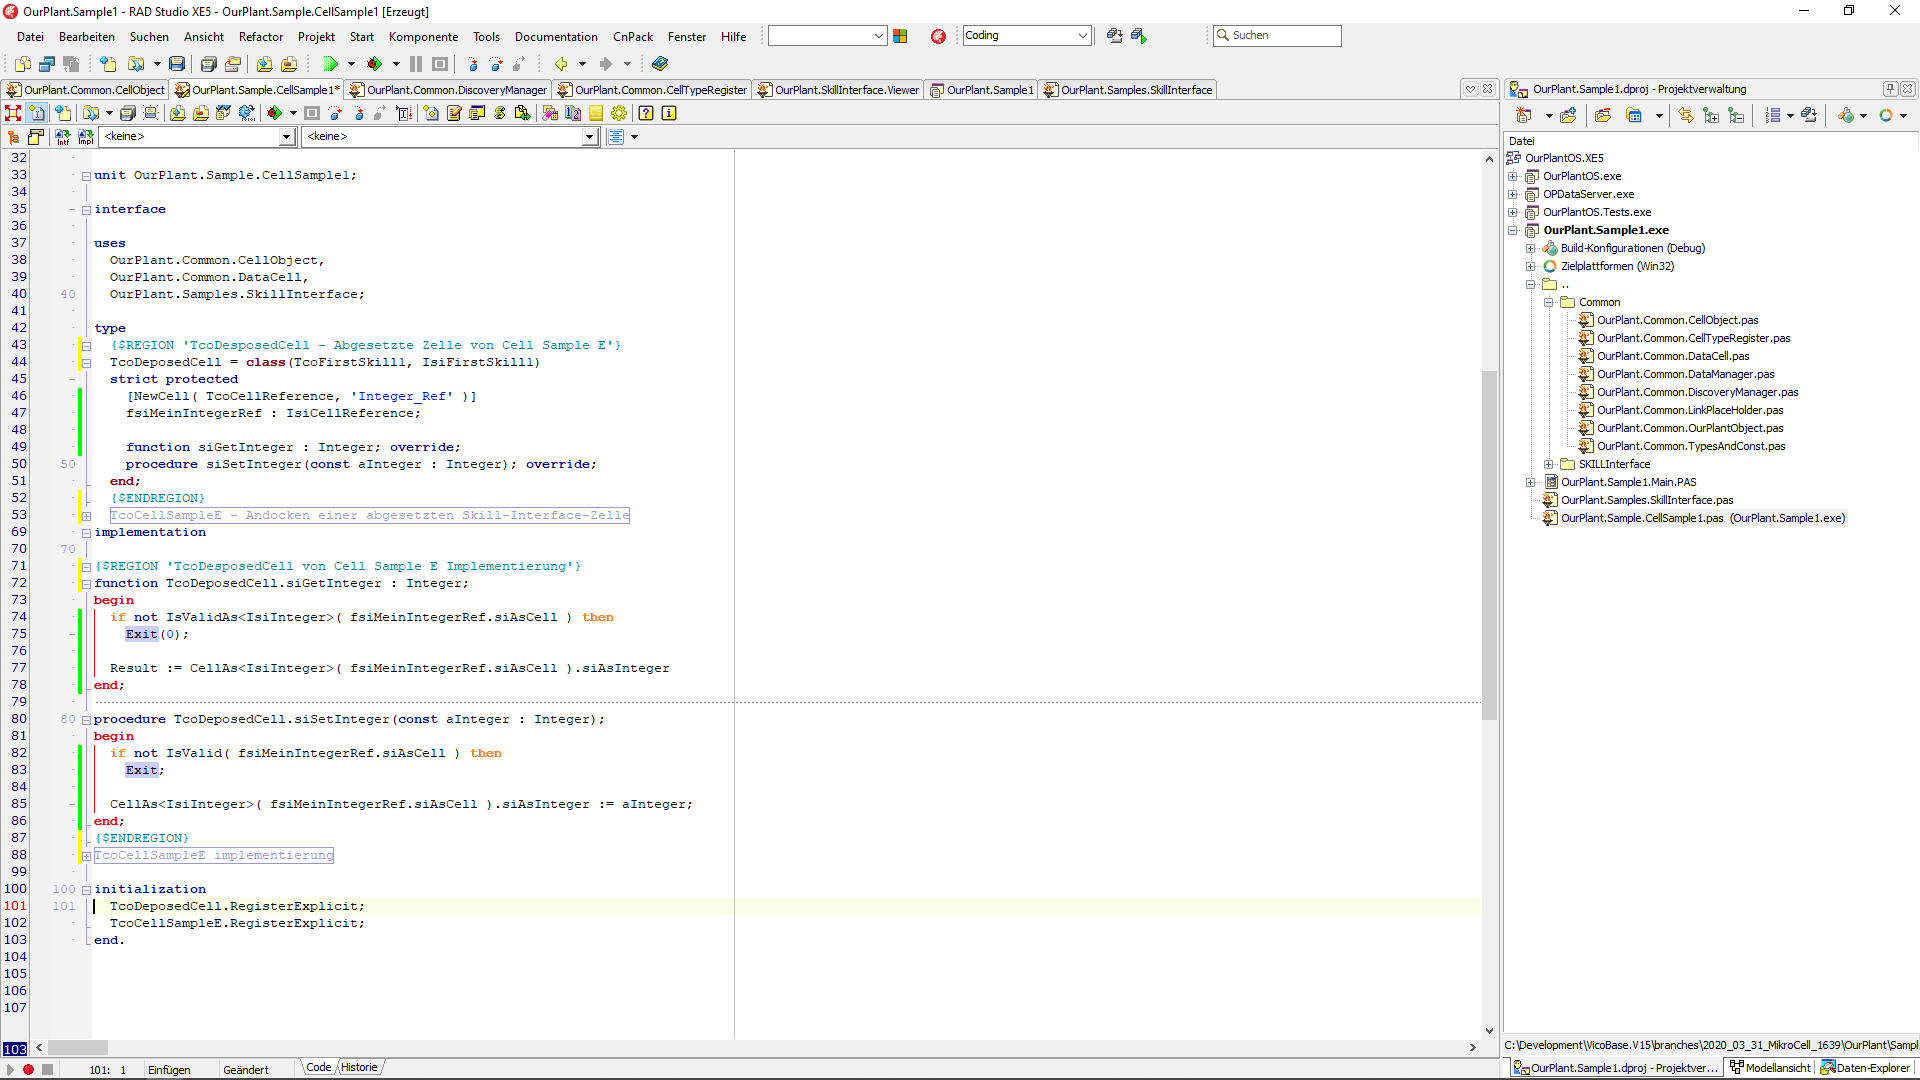 OurPlant.Sample1 - RAD Studio XE5 - OurPlant.Sample.CellSample1 [Erzeugt]
Datei Bearbeiten Suchen Ansicht Refactor Projekt Start Komponente Tools Documentation CnPack Fenster Hilfe Coding Suchen
OurPlant.Common.CellObject OurPlant.Sample.CellSample1* OurPlant.Common.DiscoveryManager OurPlant.Common.CellTypeRegister OurPlant.SkillInterface.Viewer OurPlant.Sample1 OurPlant.Samples.SkillInterface
<keine> <keine>
32
33 unit OurPlant.Sample.CellSample1;
34
35 interface
36
37 uses
38 OurPlant.Common.CellObject,
39 OurPlant.Common.DataCell,
40 40 OurPlant.Samples.SkillInterface;
41
42 type
43 {$REGION 'TcoDesposedCell - Abgesetzte Zelle von Cell Sample E'}
44 TcoDeposedCell = class(TcoFirstSkill1, IsiFirstSkill1)
45 strict protected
46 [NewCell( TcoCellReference, 'Integer_Ref' )]
47 fsiMeinIntegerRef : IsiCellReference;
48
49 function siGetInteger : Integer; override;
50 50 procedure siSetInteger(const aInteger : Integer); override;
51 end;
52 {$ENDREGION}
53 TcoCellSampleE - Andocken einer abgesetzten Skill-Interface-Zelle
69 implementation
70 70
71 {$REGION 'TcoDesposedCell von Cell Sample E Implementierung'}
72 function TcoDeposedCell.siGetInteger : Integer;
73 begin
74 if not IsValidAs<IsiInteger>( fsiMeinIntegerRef.siAsCell ) then
75 Exit(0);
76
77 Result := CellAs<IsiInteger>( fsiMeinIntegerRef.siAsCell ).siAsInteger
78 end;
79
80 80 procedure TcoDeposedCell.siSetInteger(const aInteger : Integer);
81 begin
82 if not IsValid( fsiMeinIntegerRef.siAsCell ) then
83 Exit;
84
85 CellAs<IsiInteger>( fsiMeinIntegerRef.siAsCell ).siAsInteger := aInteger;
86 end;
87 {$ENDREGION}
88 TcoCellSampleE implementierung
99
100 100 initialization
101 101 TcoDeposedCell.RegisterExplicit;
102 TcoCellSampleE.RegisterExplicit;
103 end.
104
105
106
107
103
101: 1 Einfügen Geändert Code Historie
OurPlant.Sample1.dproj - Projektverwaltung
Datei
OurPlantOS.XE5
OurPlantOS.exe
OPDataServer.exe
OurPlantOS.Tests.exe
OurPlant.Sample1.exe
Build-Konfigurationen (Debug)
Zielplattformen (Win32)
..
Common
OurPlant.Common.CellObject.pas
OurPlant.Common.CellTypeRegister.pas
OurPlant.Common.DataCell.pas
OurPlant.Common.DataManager.pas
OurPlant.Common.DiscoveryManager.pas
OurPlant.Common.LinkPlaceHolder.pas
OurPlant.Common.OurPlantObject.pas
OurPlant.Common.TypesAndConst.pas
SKILLInterface
OurPlant.Sample1.Main.PAS
OurPlant.Samples.SkillInterface.pas
OurPlant.Sample.CellSample1.pas (OurPlant.Sample1.exe)
C:\Development\VicoBase.V15\branches\2020_03_31_MikroCell_1639\OurPlant\Sampl
OurPlant.Sample1.dproj - Projektver... Modellansicht Daten-Explorer